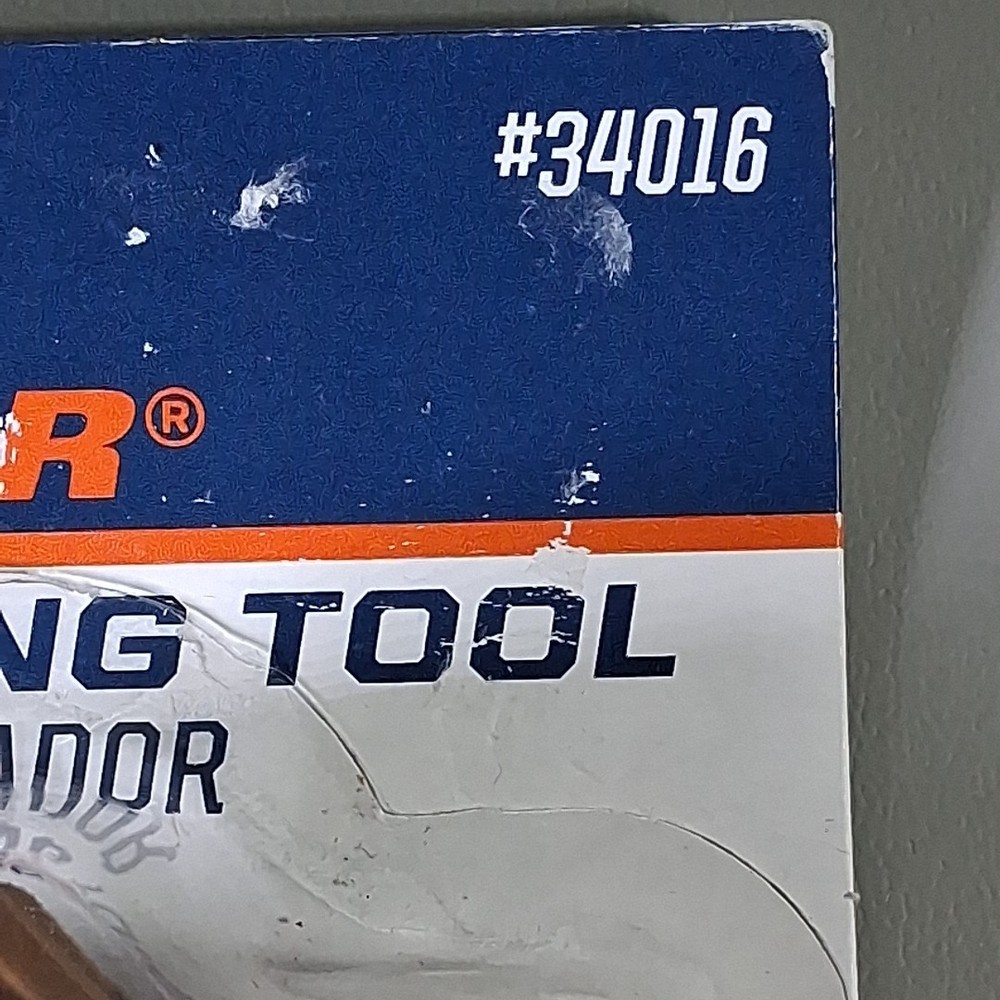 #34016
R®
NG TOOL
ADOR